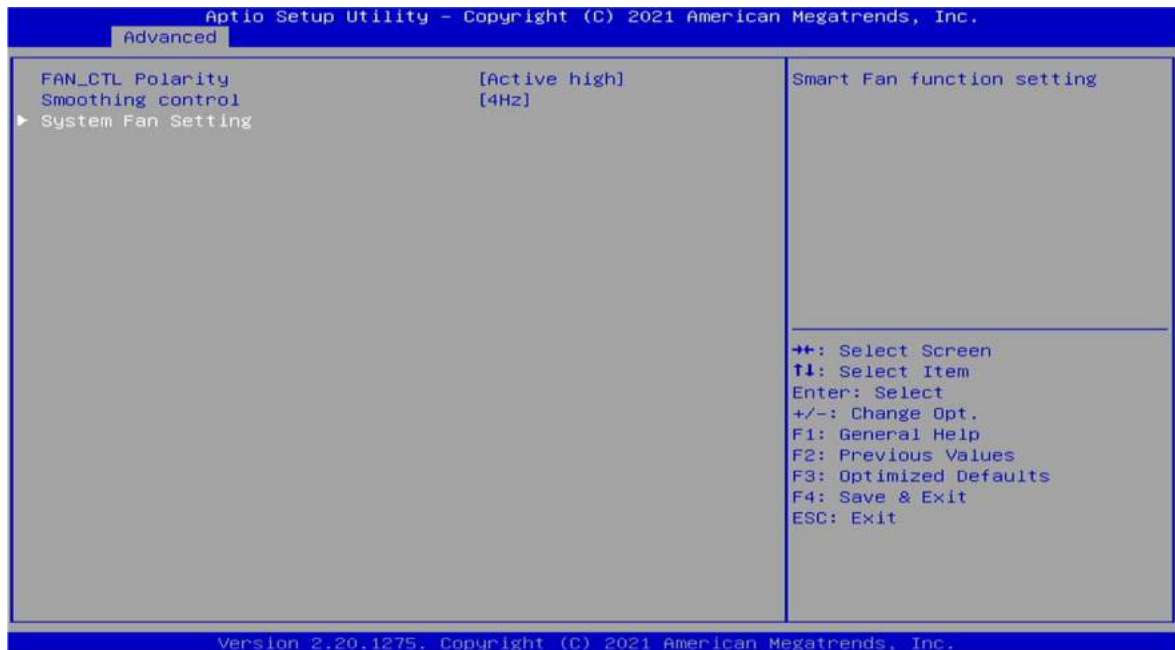 Aptio Setup Utility – Copyright (C) 2021 American Megatrends, Inc.
Advanced
FAN_CTL Polarity [Active high]
Smoothing control [4Hz]
► System Fan Setting
Smart Fan function setting
→←: Select Screen
↑↓: Select Item
Enter: Select
+/-: Change Opt.
F1: General Help
F2: Previous Values
F3: Optimized Defaults
F4: Save & Exit
ESC: Exit
Version 2.20.1275. Copyright (C) 2021 American Megatrends, Inc.